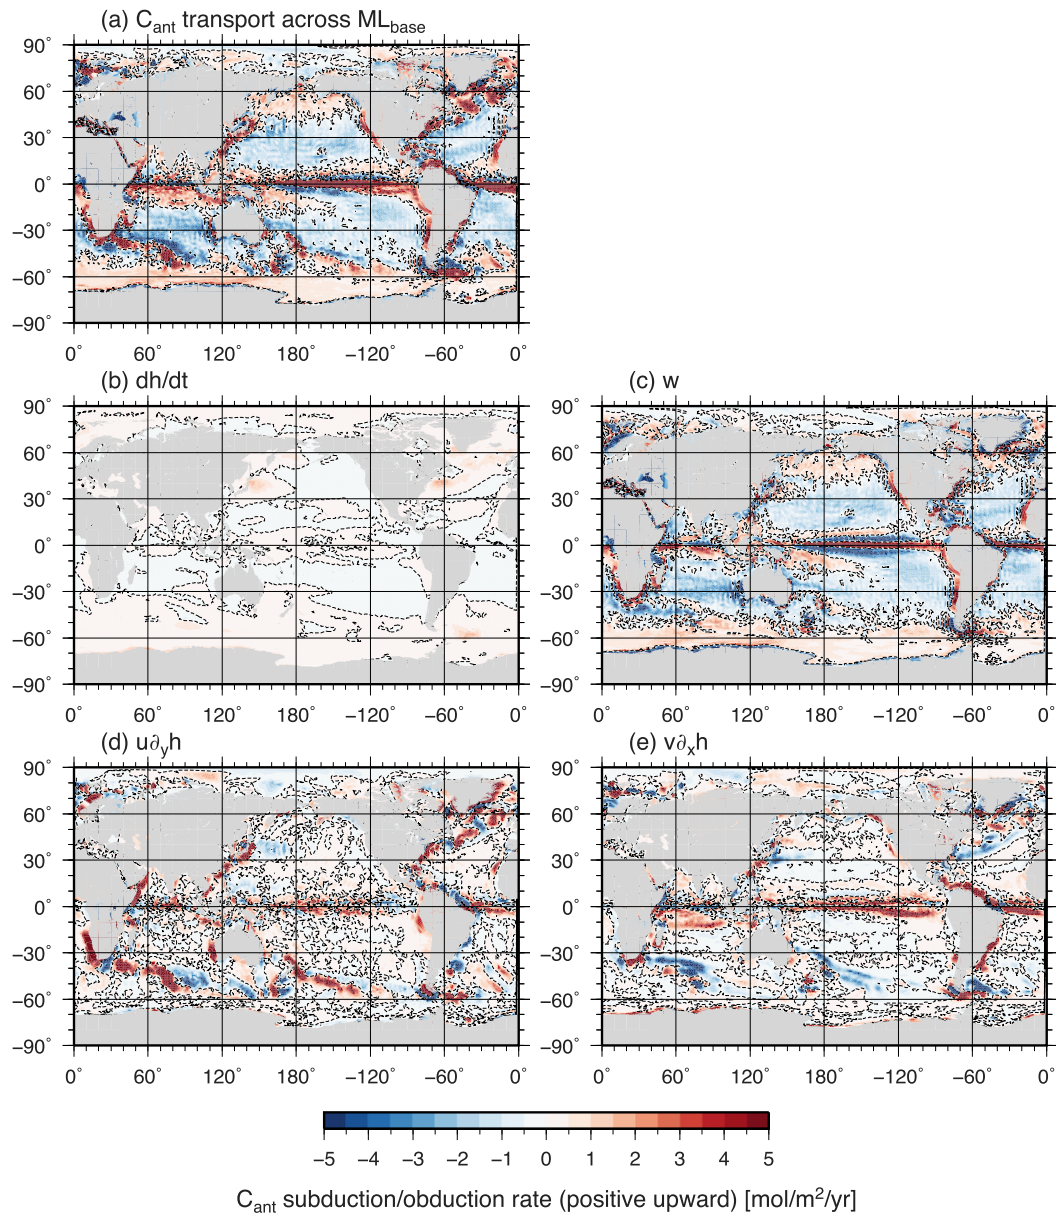 (a) C_ant transport across ML_base
90°
60°
30°
0°
−30°
−60°
−90°
0° 60° 120° 180° −120° −60° 0°
(b) dh/dt
90°
60°
30°
0°
−30°
−60°
−90°
0° 60° 120° 180° −120° −60° 0°
(c) w
90°
60°
30°
0°
−30°
−60°
−90°
0° 60° 120° 180° −120° −60° 0°
(d) u∂_yh
90°
60°
30°
0°
−30°
−60°
−90°
0° 60° 120° 180° −120° −60° 0°
(e) v∂_xh
90°
60°
30°
0°
−30°
−60°
−90°
0° 60° 120° 180° −120° −60° 0°
−5 −4 −3 −2 −1 0 1 2 3 4 5
C_ant subduction/obduction rate (positive upward) [mol/m²/yr]